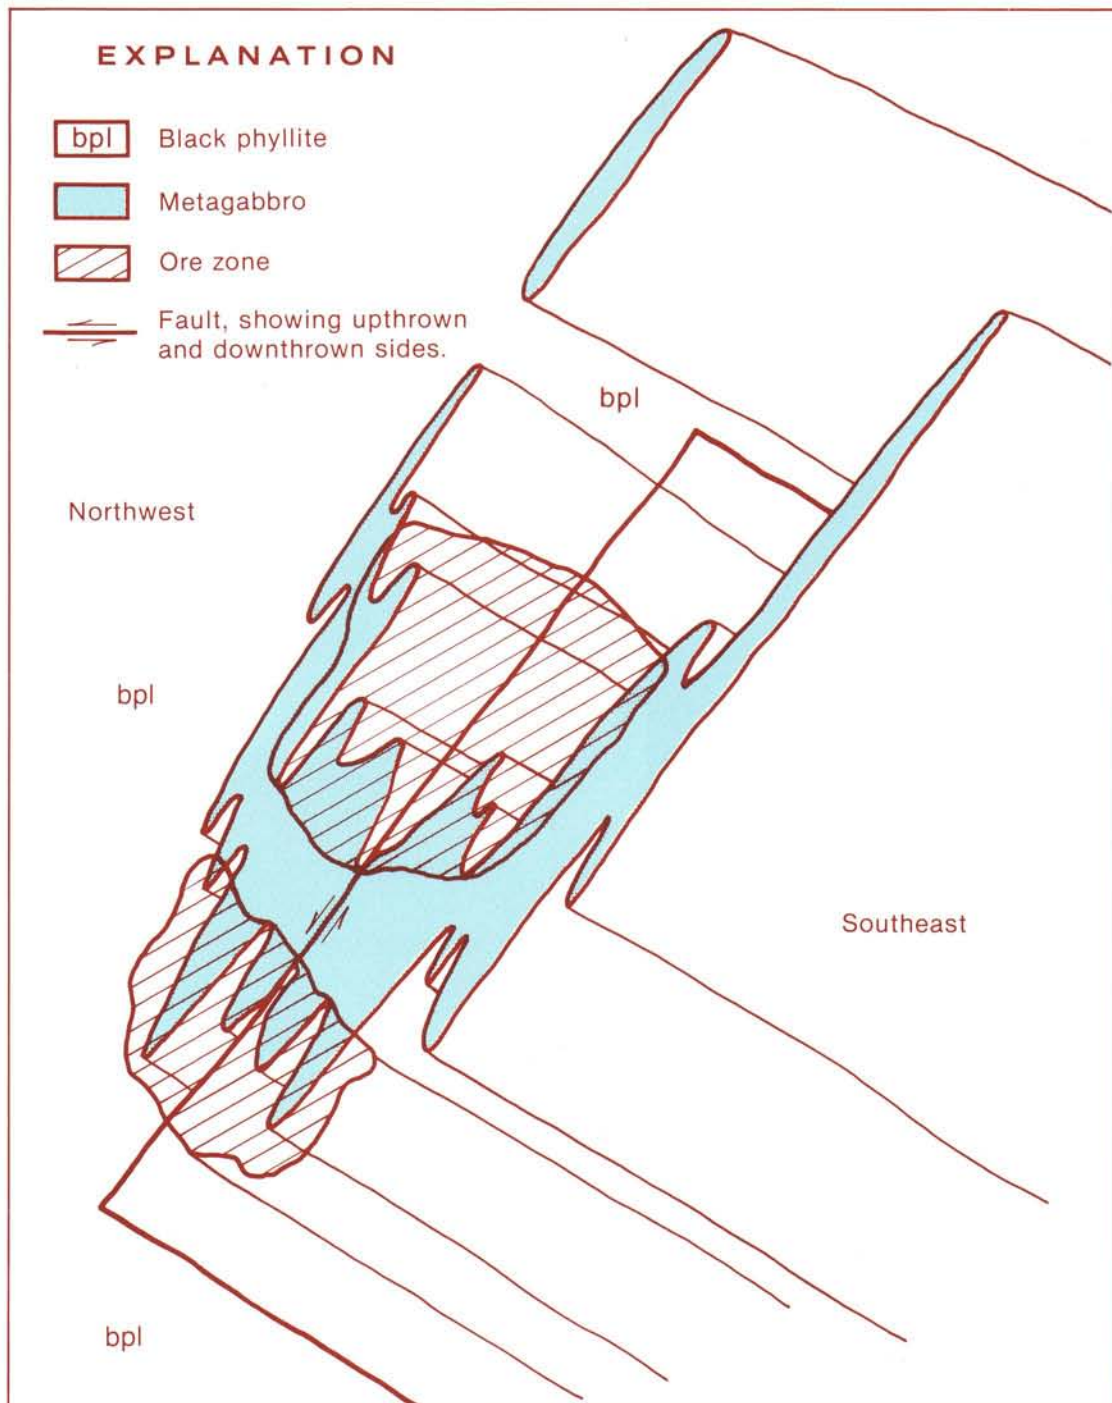 EXPLANATION
bpl Black phyllite
Metagabbro
Ore zone
Fault, showing upthrown
and downthrown sides.
bpl
Northwest
bpl
Southeast
bpl